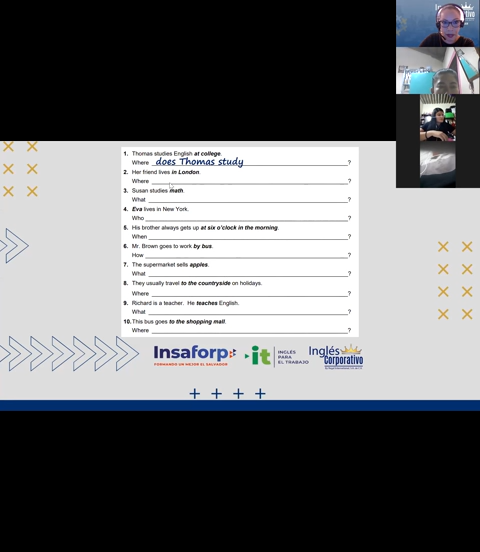 Inglés
Corporativo
1. Thomas studies English at college.
Where does Thomas study ?
2. Her friend lives in London.
Where ?
3. Susan studies math.
What ?
4. Eva lives in New York.
Who ?
5. His brother always gets up at six o'clock in the morning.
When ?
6. Mr. Brown goes to work by bus.
How ?
7. The supermarket sells apples.
What ?
8. They usually travel to the countryside on holidays.
Where ?
9. Richard is a teacher. He teaches English.
What ?
10. This bus goes to the shopping mall.
Where ?
Insaforp
FORMANDO UN MEJOR EL SALVADOR
it
INGLÉS
PARA
EL TRABAJO
Inglés
Corporativo